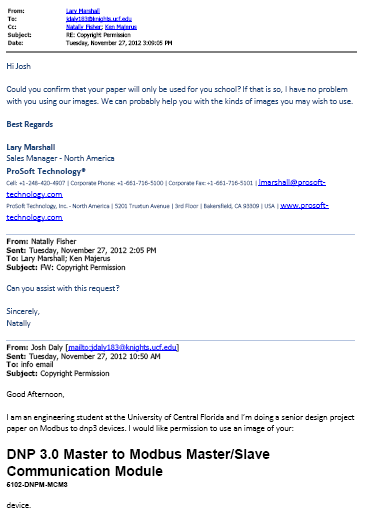 From: Lary Marshall
To: jdaly183@knights.ucf.edu
Cc: Natally Fisher; Ken Majerus
Subject: RE: Copyright Permission
Date: Tuesday, November 27, 2012 3:09:05 PM
Hi Josh
Could you confirm that your paper will only be used for you school? If that is so, I have no problem
with you using our images. We can probably help you with the kinds of images you may wish to use.
Best Regards
Lary Marshall
Sales Manager - North America
ProSoft Technology®
Cell: +1-248-420-4907 | Corporate Phone: +1-661-716-5100 | Corporate Fax: +1-661-716-5101 | lmarshall@prosoft-
technology.com
ProSoft Technology, Inc. - North America | 5201 Truxtun Avenue | 3rd Floor | Bakersfield, CA 93309 | USA | www.prosoft-
technology.com
From: Natally Fisher
Sent: Tuesday, November 27, 2012 2:05 PM
To: Lary Marshall; Ken Majerus
Subject: FW: Copyright Permission
Can you assist with this request?
Sincerely,
Natally
From: Josh Daly [mailto:jdaly183@knights.ucf.edu]
Sent: Tuesday, November 27, 2012 10:50 AM
To: info email
Subject: Copyright Permission
Good Afternoon,
I am an engineering student at the University of Central Florida and I'm doing a senior design project
paper on Modbus to dnp3 devices. I would like permission to use an image of your:
DNP 3.0 Master to Modbus Master/Slave
Communication Module
5102-DNPM-MCM3
device.